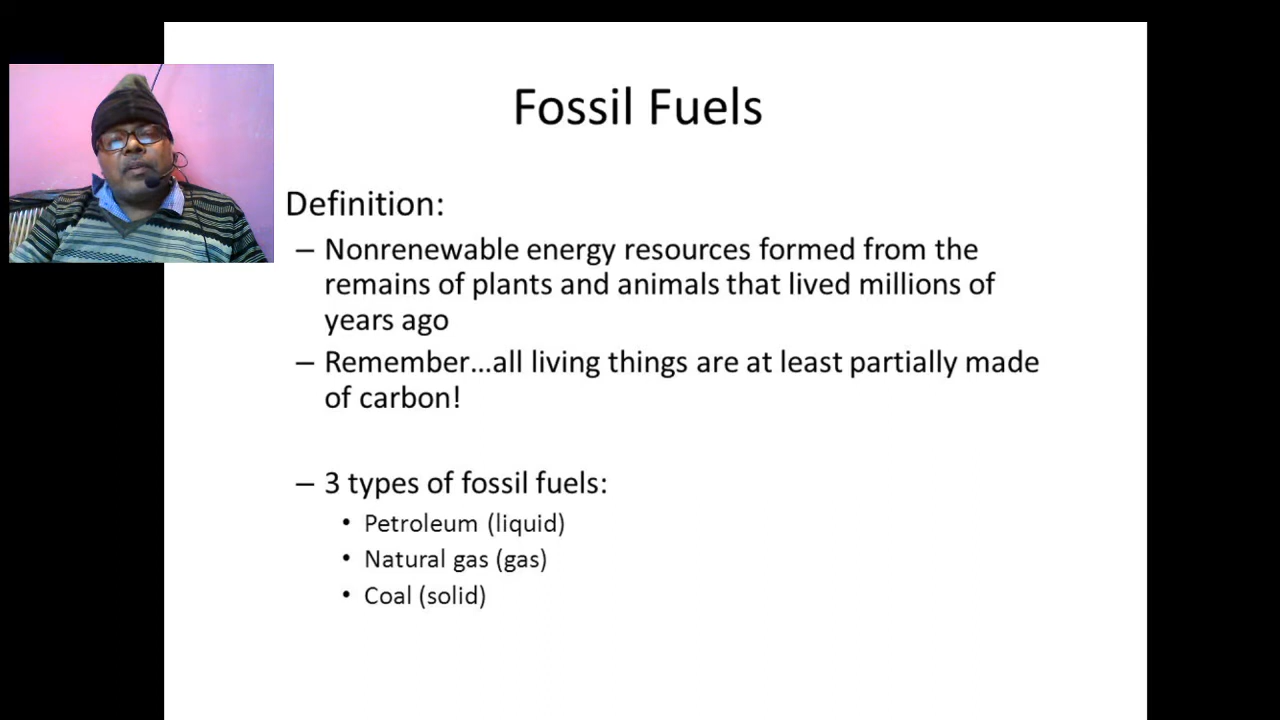 Fossil Fuels
Definition:
– Nonrenewable energy resources formed from the
remains of plants and animals that lived millions of
years ago
– Remember...all living things are at least partially made
of carbon!
– 3 types of fossil fuels:
• Petroleum (liquid)
• Natural gas (gas)
• Coal (solid)